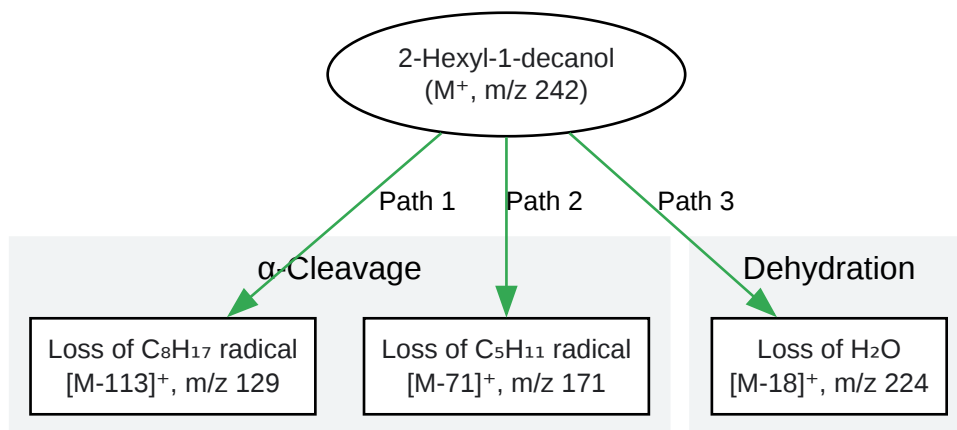 2-Hexyl-1-decanol
(M⁺, m/z 242)
Path 1
Path 2
Path 3
α-Cleavage
Dehydration
Loss of C₈H₁₇ radical
[M-113]⁺, m/z 129
Loss of C₅H₁₁ radical
[M-71]⁺, m/z 171
Loss of H₂O
[M-18]⁺, m/z 224